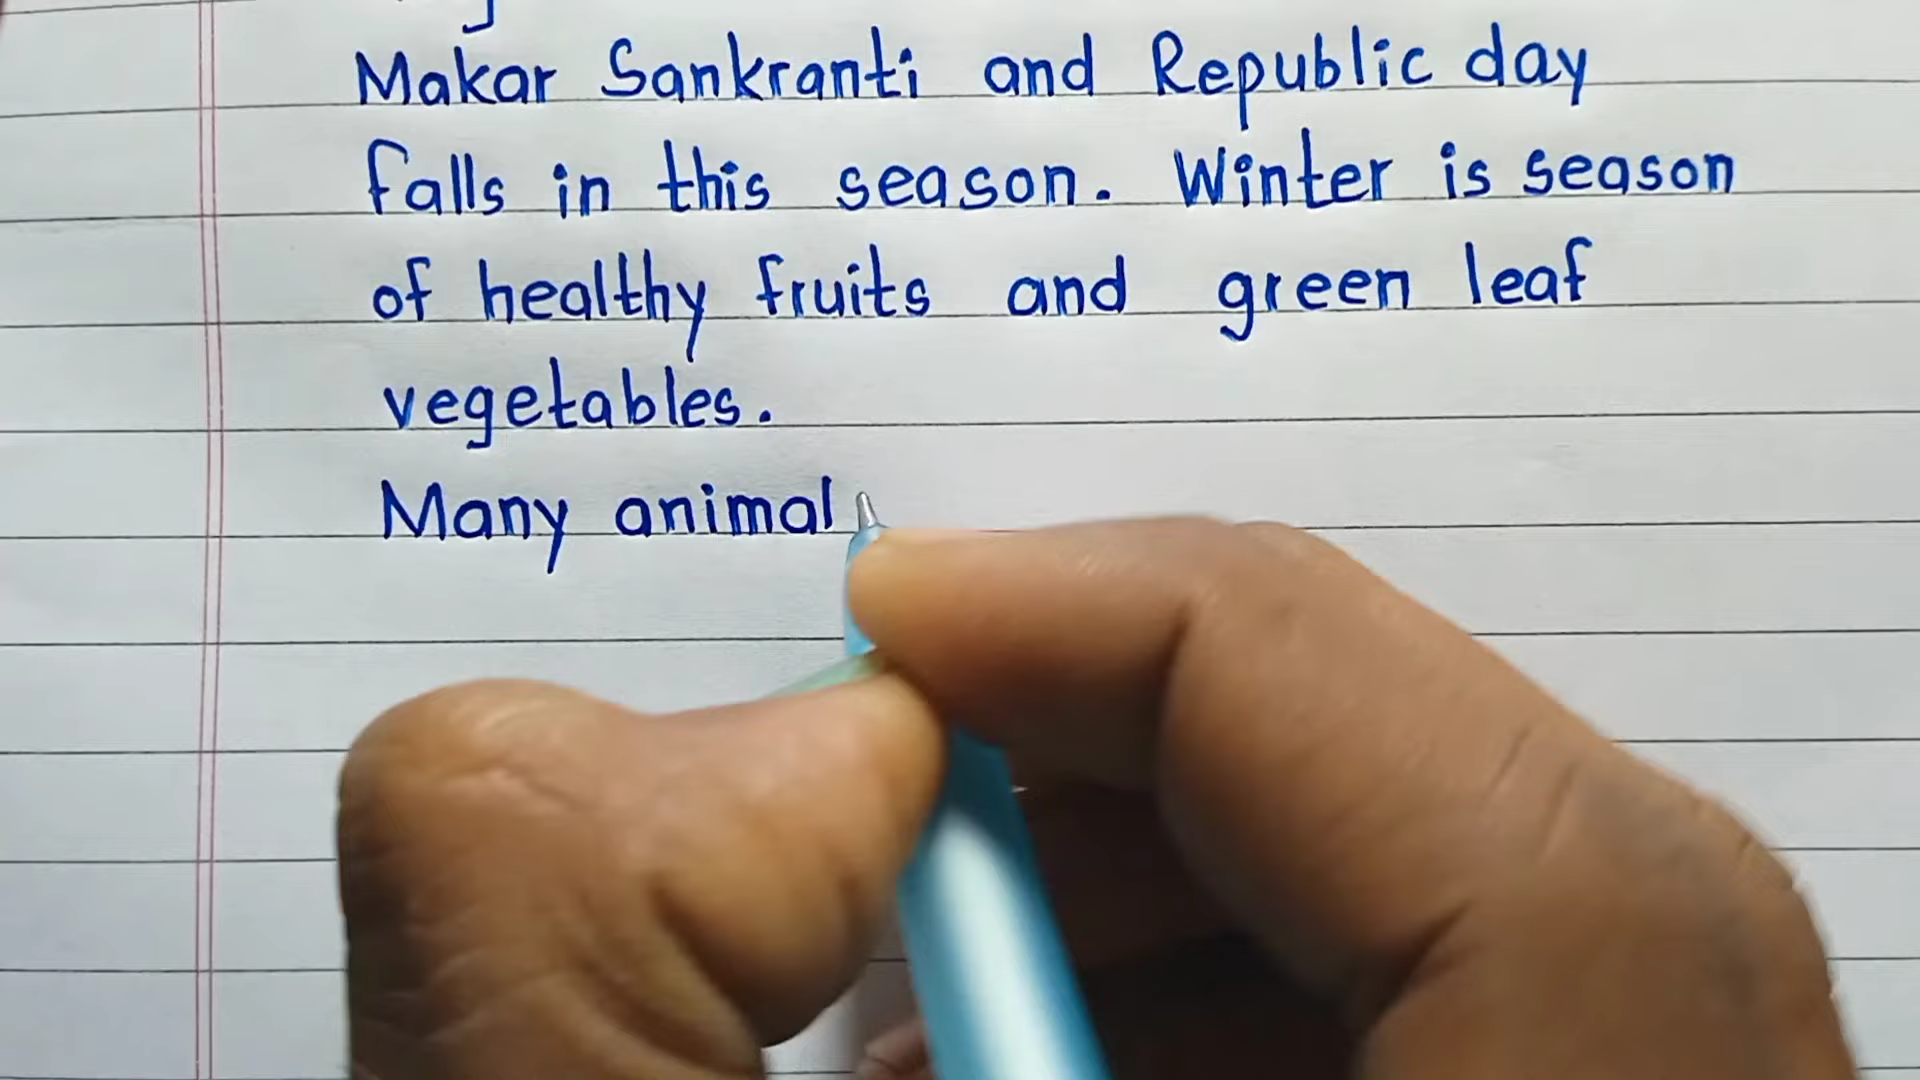 Makar Sankranti and Republic day
falls in this season. Winter is season
of healthy fruits and green leaf
vegetables.
Many animal